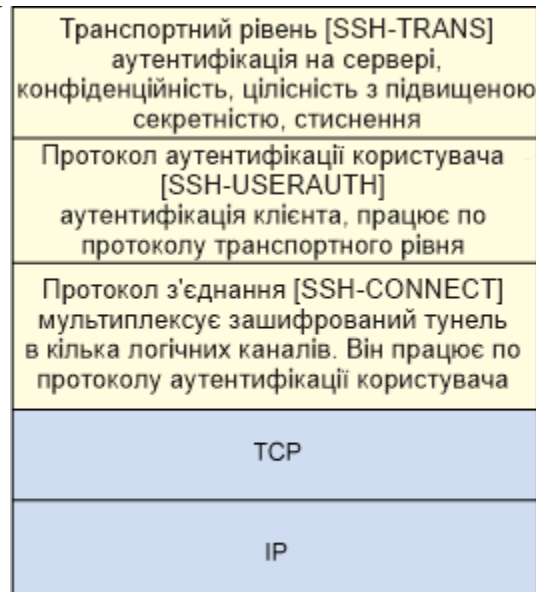 Транспортний рівень [SSH-TRANS]
аутентифікація на сервері,
конфіденційність, цілісність з підвищеною
секретністю, стиснення
Протокол аутентифікації користувача
[SSH-USERAUTH]
аутентифікація клієнта, працює по
протоколу транспортного рівня
Протокол з'єднання [SSH-CONNECT]
мультиплексує зашифрований тунель
в кілька логічних каналів. Він працює по
протоколу аутентифікації користувача
TCP
IP